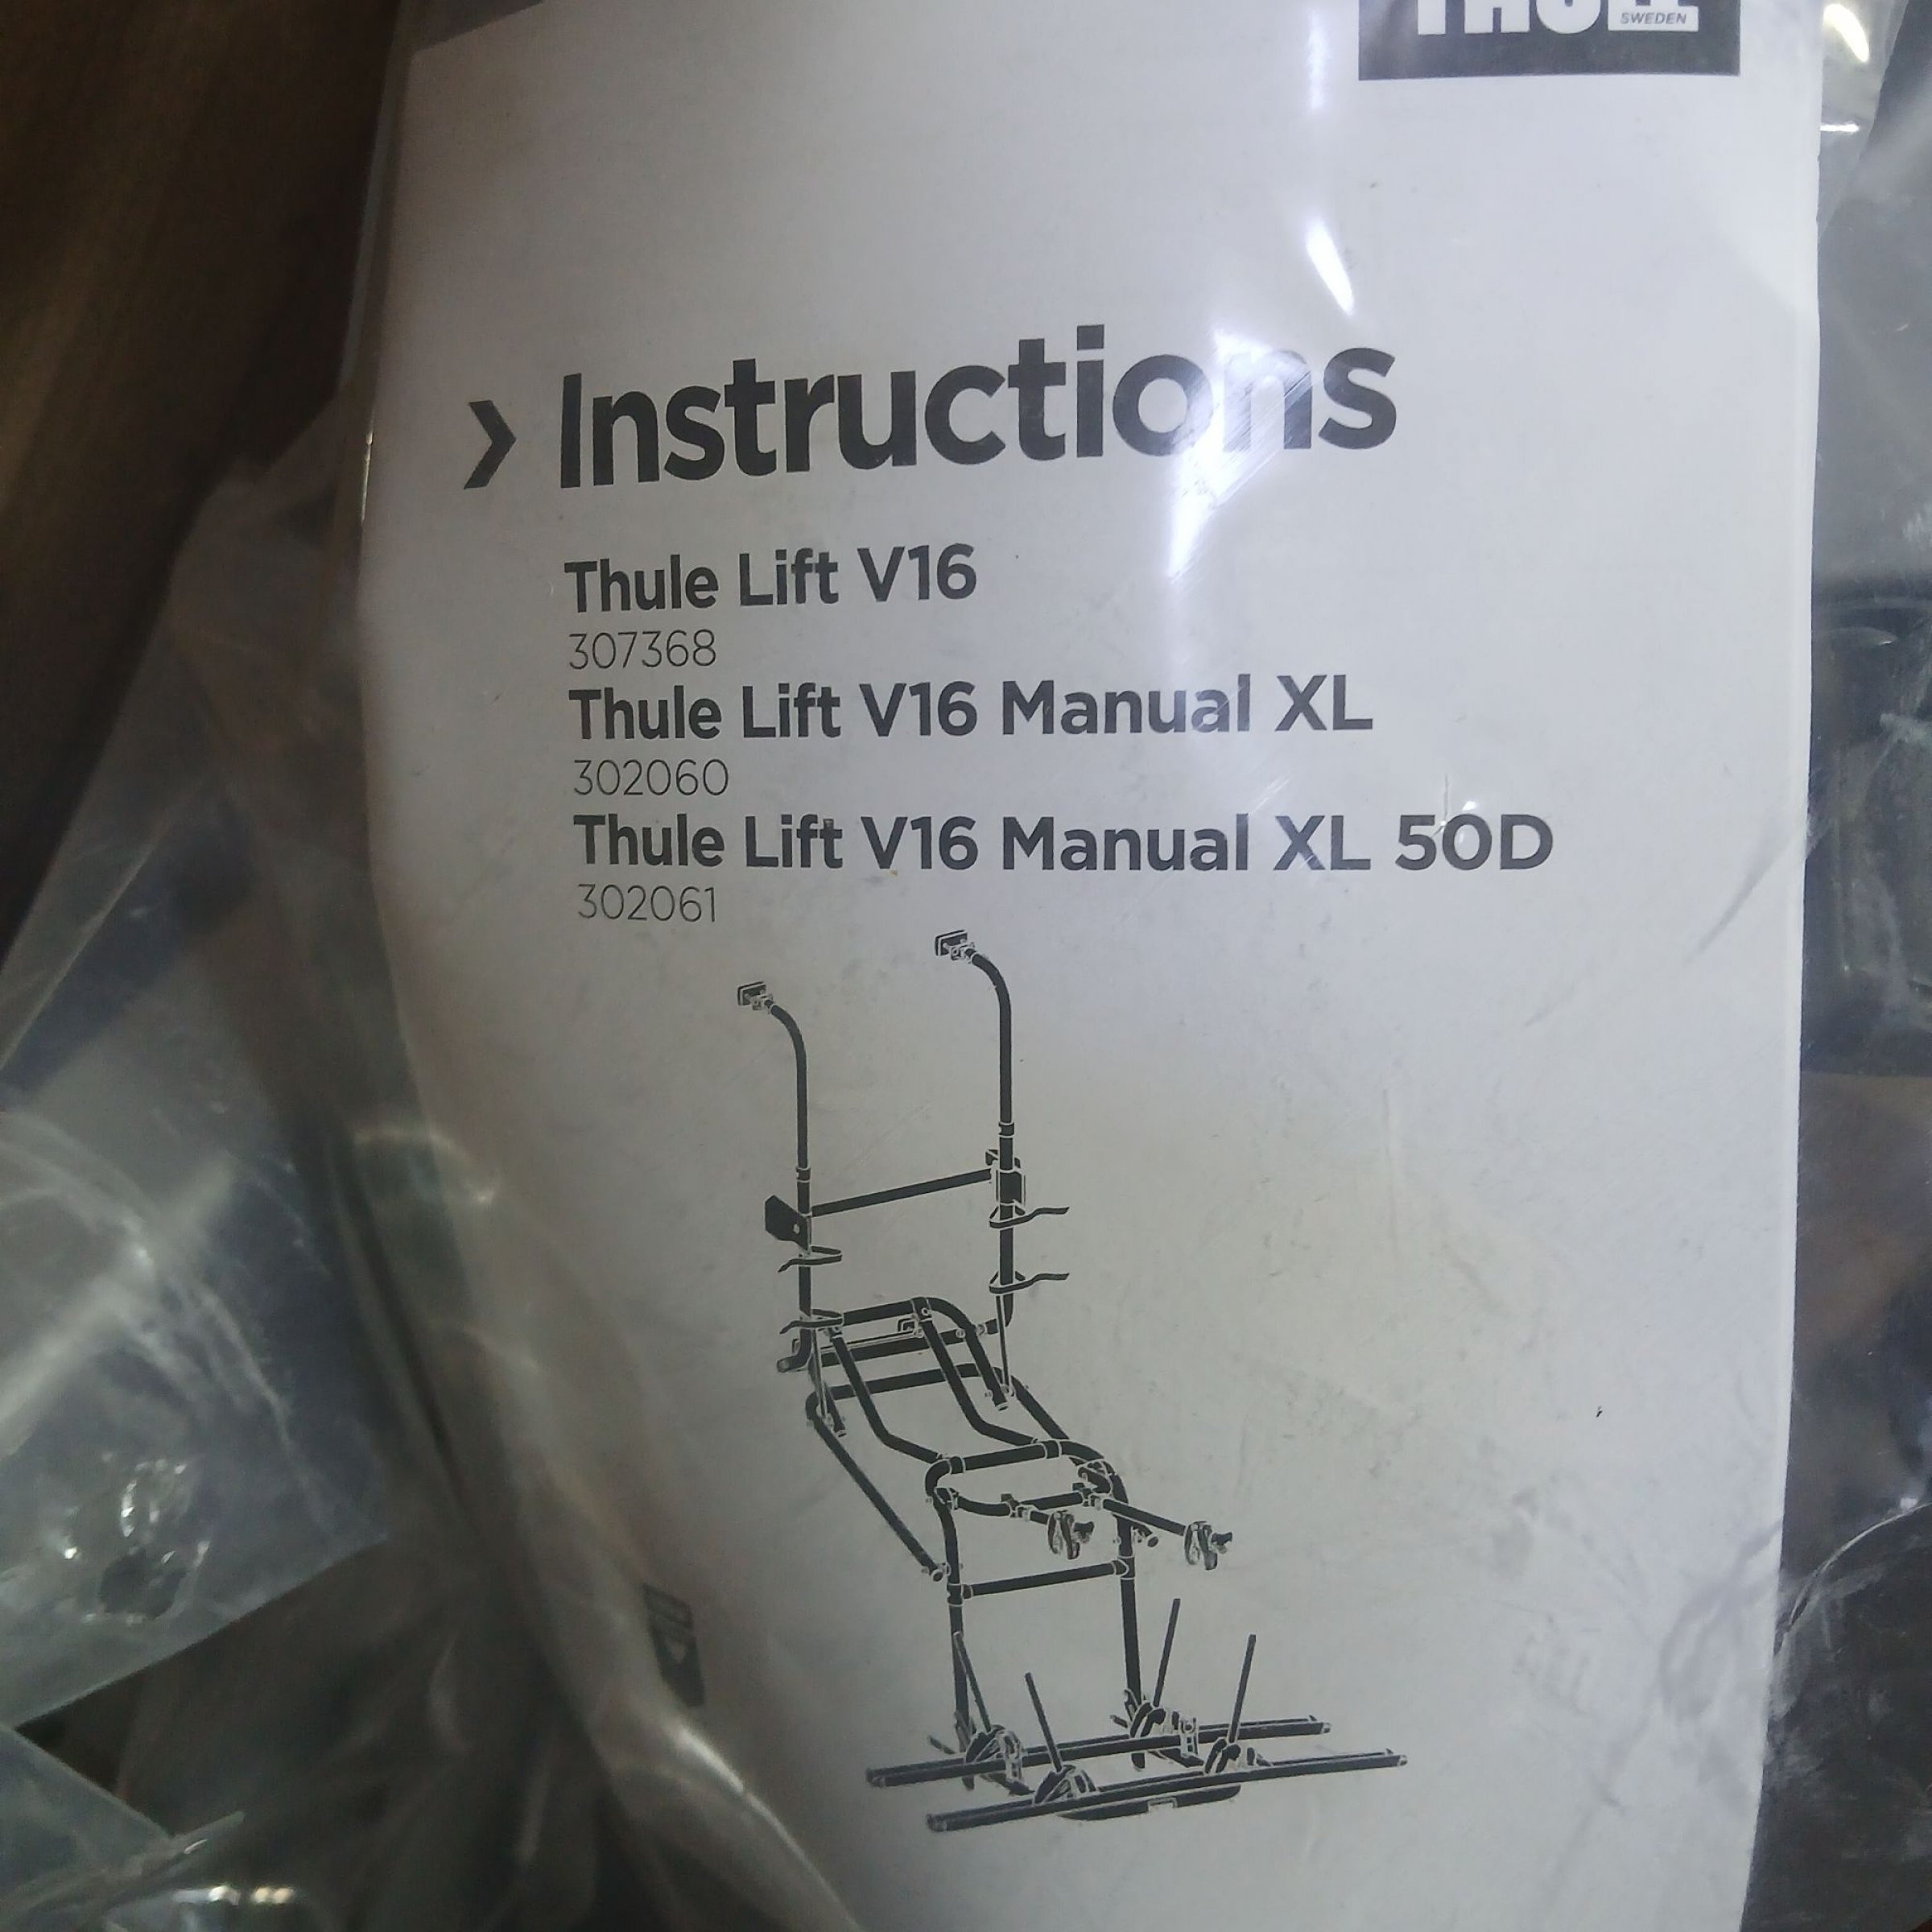 THULE
SWEDEN
› Instructions
Thule Lift V16
307368
Thule Lift V16 Manual XL
302060
Thule Lift V16 Manual XL 50D
302061